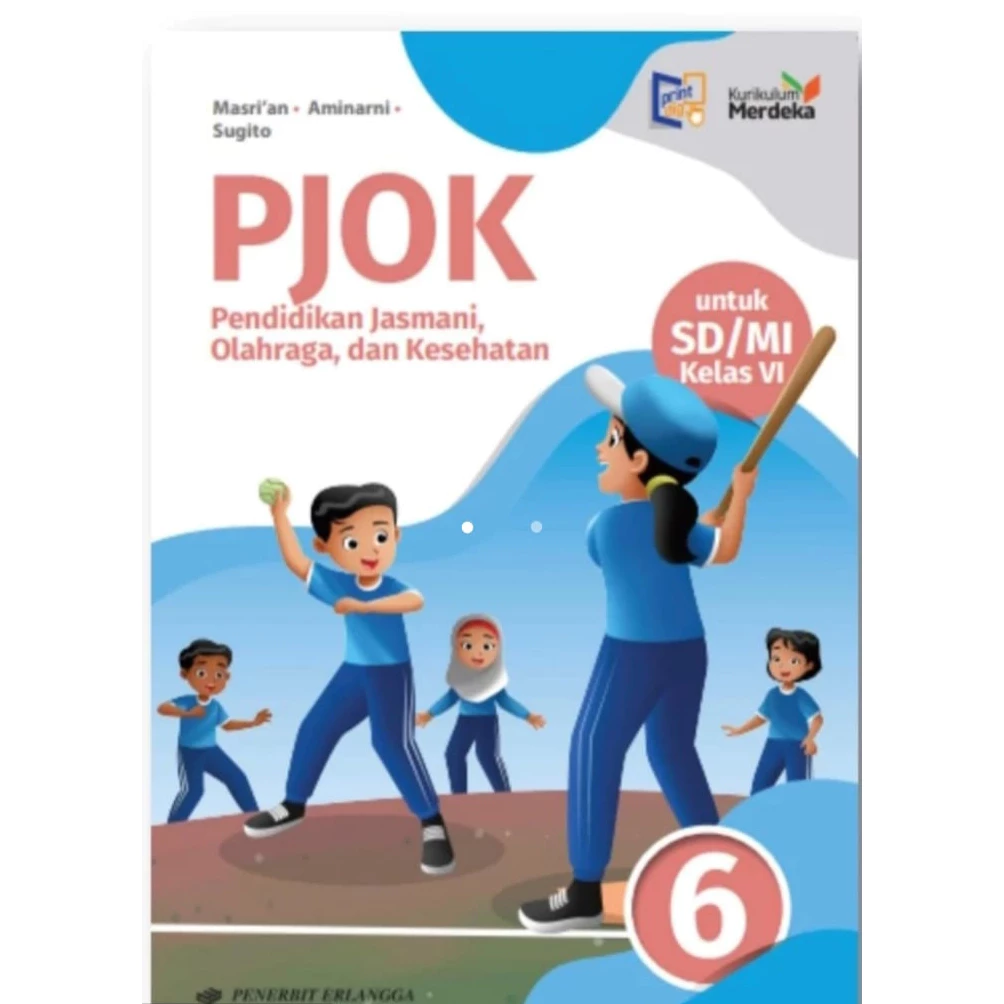 Masri'an • Aminarni •
Sugito
print
Kurikulum
Merdeka
PJOK
Pendidikan Jasmani,
Olahraga, dan Kesehatan
untuk
SD/MI
Kelas VI
6
PENERBIT ERLANGGA